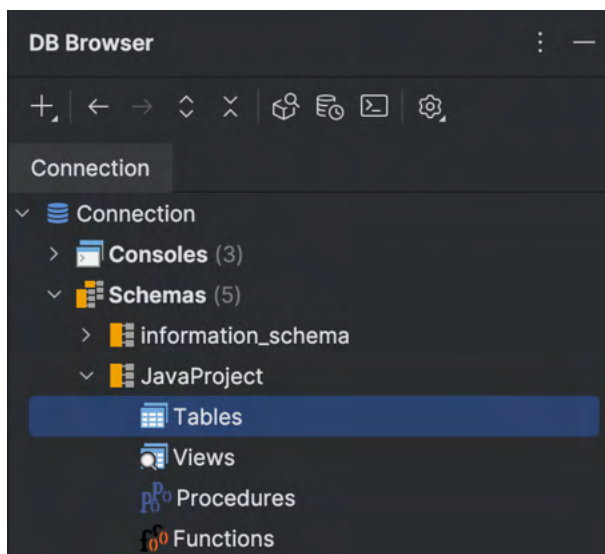 DB Browser
Connection
Connection
Consoles (3)
Schemas (5)
information_schema
JavaProject
Tables
Views
Procedures
Functions